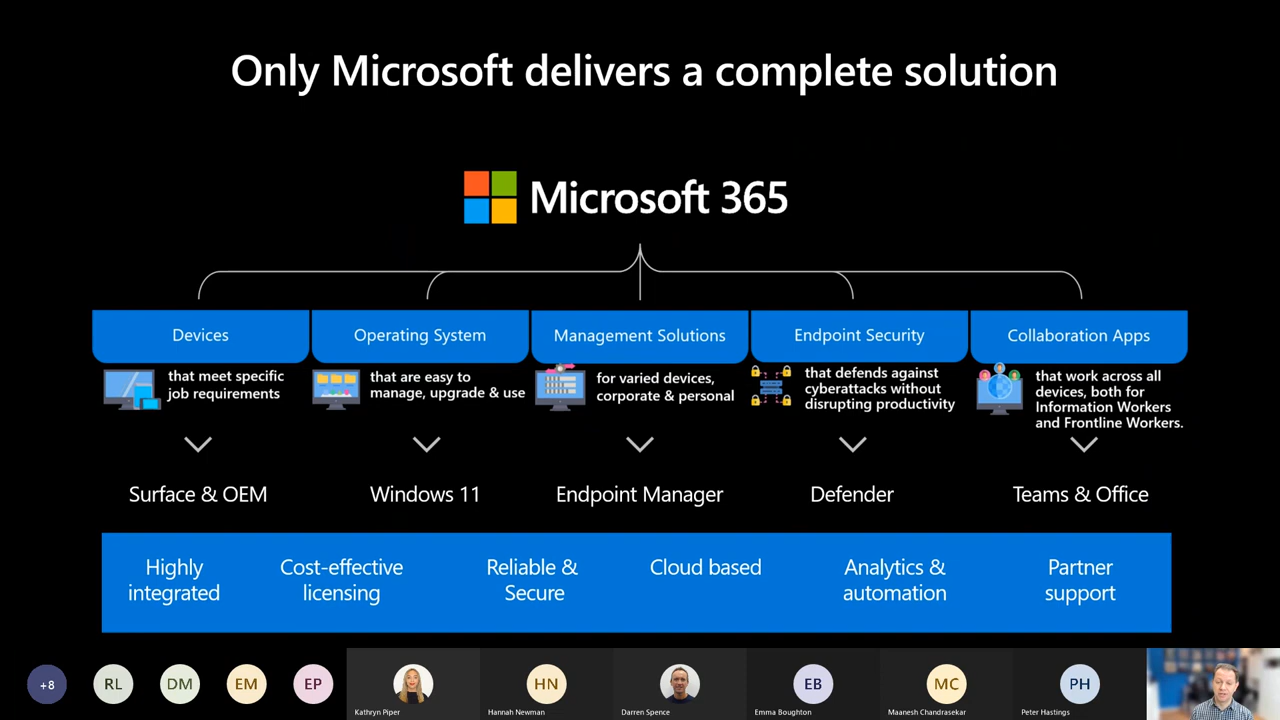 Only Microsoft delivers a complete solution
Microsoft 365
Devices
Operating System
Management Solutions
Endpoint Security
Collaboration Apps
that meet specific
job requirements
that are easy to
manage, upgrade & use
for varied devices,
corporate & personal
that defends against
cyberattacks without
disrupting productivity
that work across all
devices, both for
Information Workers
and Frontline Workers.
Surface & OEM
Windows 11
Endpoint Manager
Defender
Teams & Office
Highly
integrated
Cost-effective
licensing
Reliable &
Secure
Cloud based
Analytics &
automation
Partner
support
+8
RL
DM
EM
EP
Kathryn Piper
HN
Hannah Newman
Darren Spence
EB
Emma Boughton
MC
Maanesh Chandrasekar
PH
Peter Hastings